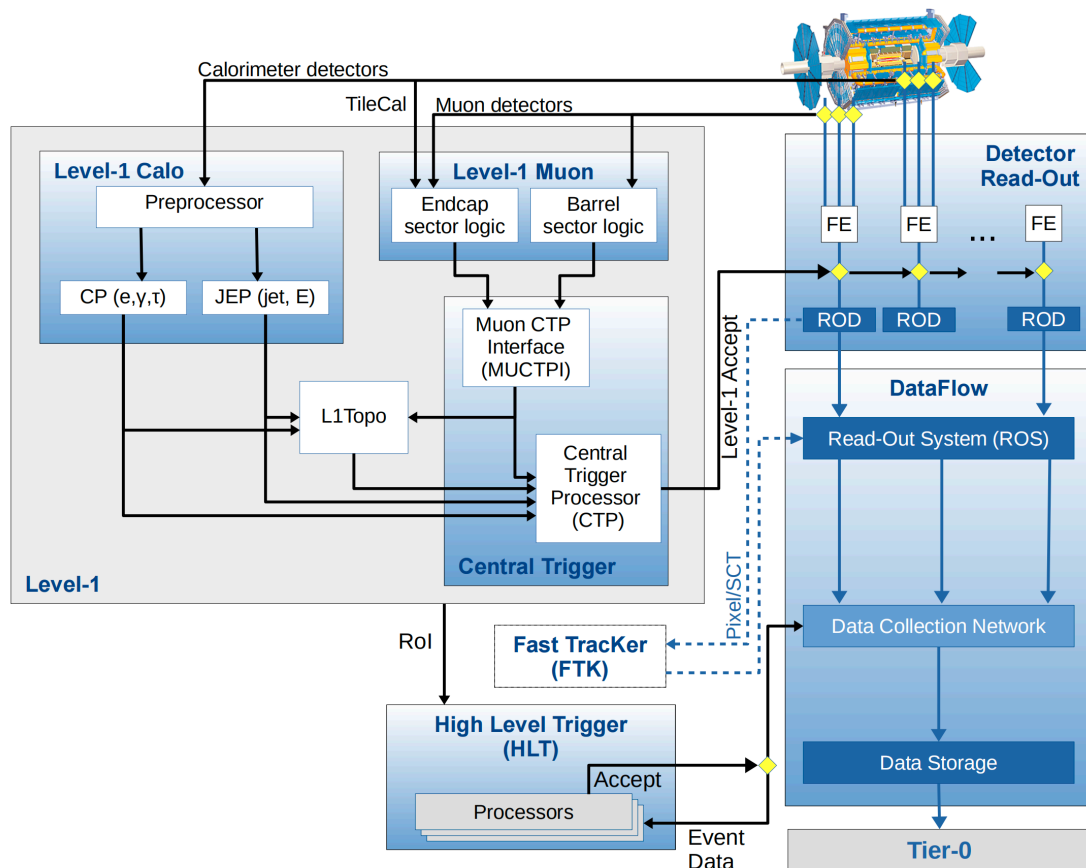 Calorimeter detectors
TileCal
Muon detectors
Level-1 Calo
Preprocessor
CP (e,γ,τ)
JEP (jet, E)
Level-1 Muon
Endcap
sector logic
Barrel
sector logic
Muon CTP
Interface
(MUCTPI)
L1Topo
Central
Trigger
Processor
(CTP)
Central Trigger
Level-1
Level-1 Accept
Detector
Read-Out
FE
FE
...
FE
ROD
ROD
ROD
DataFlow
Read-Out System (ROS)
Pixel/SCT
Data Collection Network
Data Storage
Tier-0
RoI
Fast TracKer
(FTK)
High Level Trigger
(HLT)
Accept
Processors
Event
Data